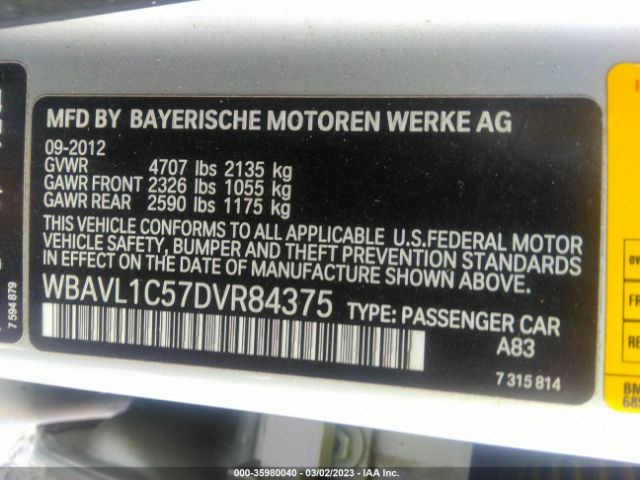 MFD BY BAYERISCHE MOTOREN WERKE AG
09-2012
GVWR 4707 lbs 2135 kg
GAWR FRONT 2326 lbs 1055 kg
GAWR REAR 2590 lbs 1175 kg
THIS VEHICLE CONFORMS TO ALL APPLICABLE U.S.FEDERAL MOTOR
VEHICLE SAFETY, BUMPER AND THEFT PREVENTION STANDARDS
IN EFFECT ON THE DATE OF MANUFACTURE SHOWN ABOVE.
WBAVL1C57DVR84375 TYPE: PASSENGER CAR
A83
7 315 814
7 594 879
BM
689
000-35980040 - 03/02/2023 - IAA Inc.